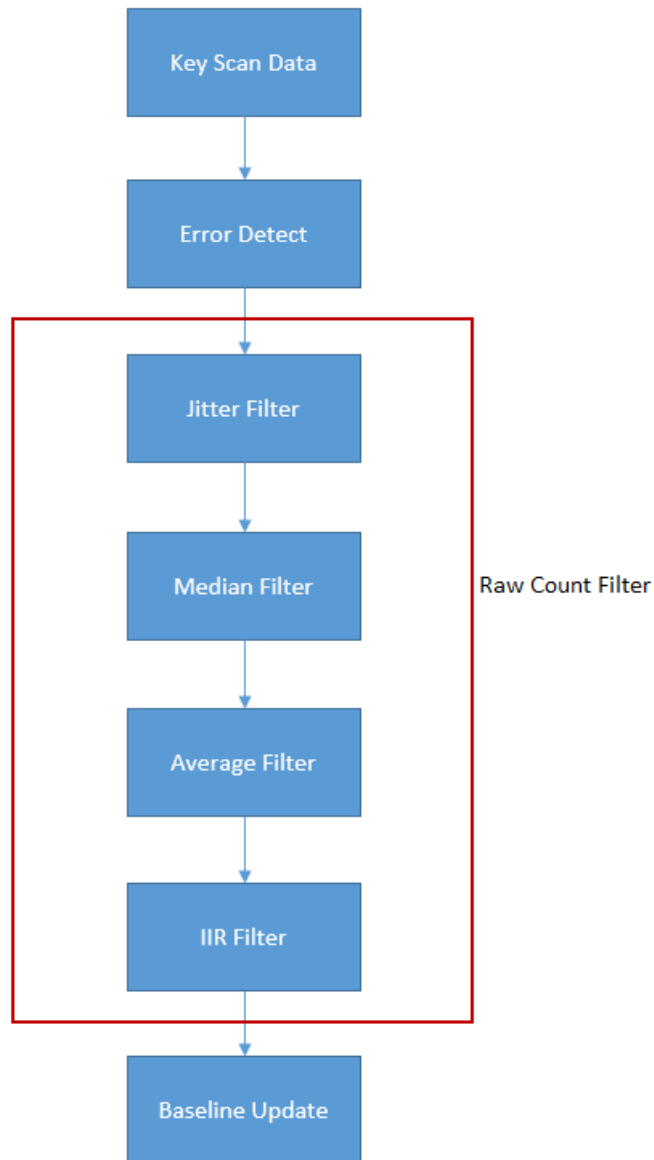 Key Scan Data
Error Detect
Jitter Filter
Median Filter
Raw Count Filter
Average Filter
IIR Filter
Baseline Update